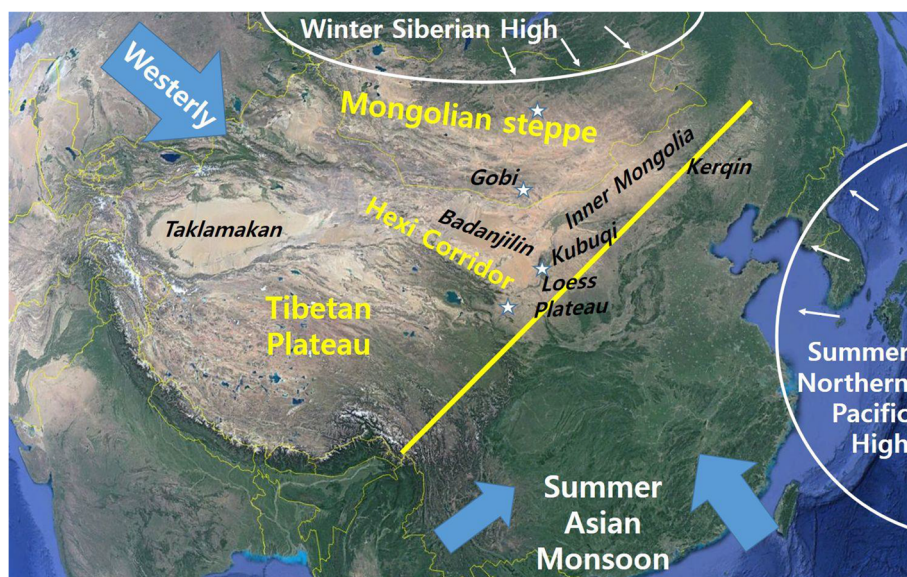 Winter Siberian High
Westerly
Mongolian steppe
Gobi
Inner Mongolia
Kerqin
Taklamakan
Badanjilin
Hexi Corridor
Kubuqi
Loess
Plateau
Tibetan
Plateau
Summer
Northern
Pacific
High
Summer
Asian
Monsoon